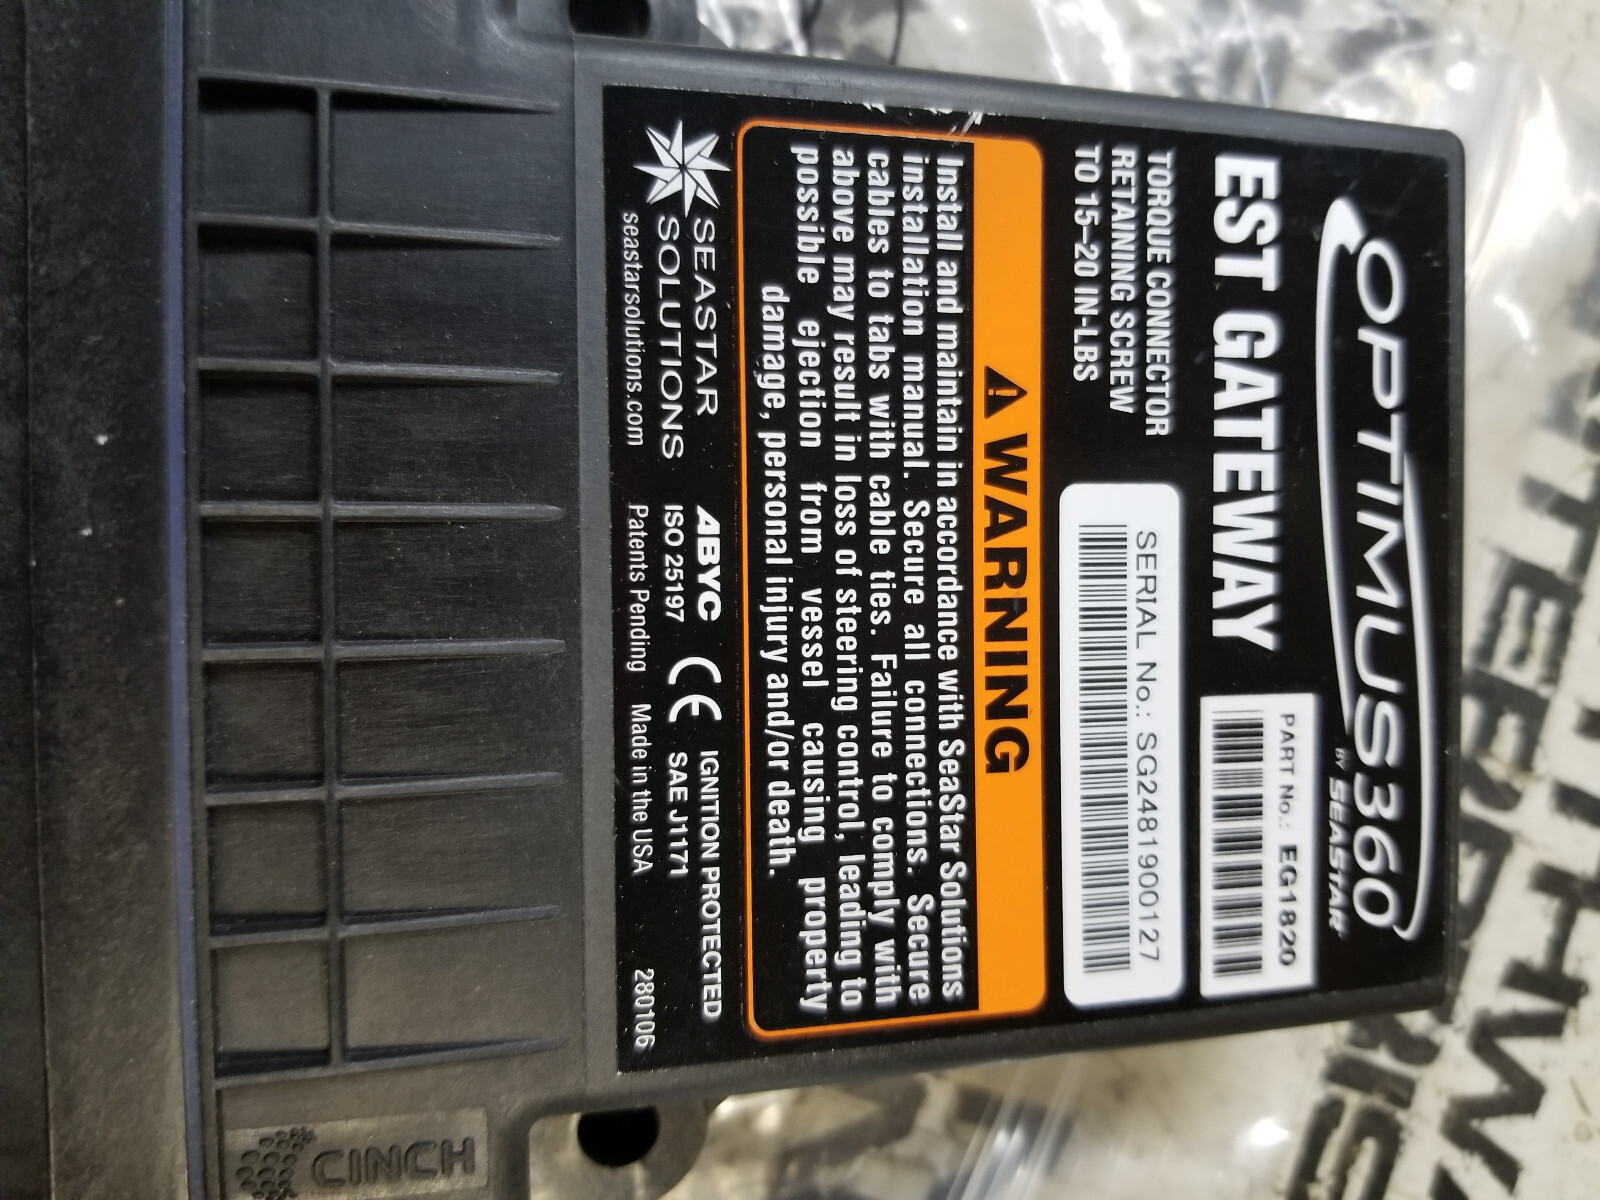 OPTIMUS360
BY SEASTAR
EST GATEWAY
PART No.: EG1820
TORQUE CONNECTOR
RETAINING SCREW
TO 15-20 IN-LBS
SERIAL No.: SG2481900127
WARNING
Install and maintain in accordance with SeaStar Solutions
installation manual. Secure all connections. Secure
cables to tabs with cable ties. Failure to comply with
above may result in loss of steering control, leading to
possible ejection from vessel causing property
damage, personal injury and/or death.
SEASTAR
SOLUTIONS
seastarsolutions.com
ABYC
ISO 25197
Patents Pending
CE
IGNITION PROTECTED
SAE J1171
Made in the USA
280106
CINCH